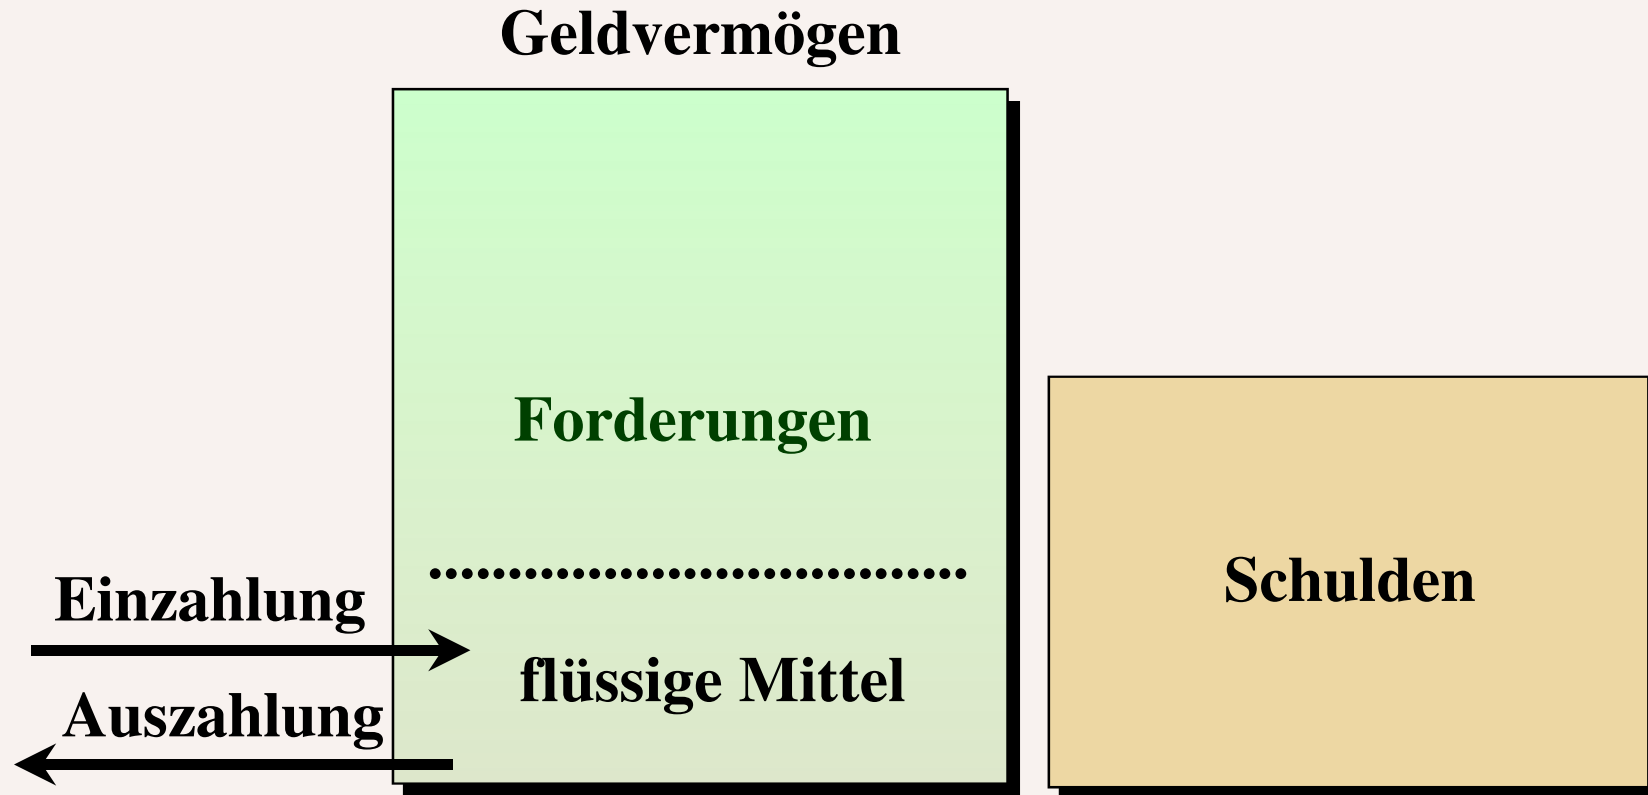 Geldvermögen
Forderungen
Einzahlung
Schulden
flüssige Mittel
Auszahlung